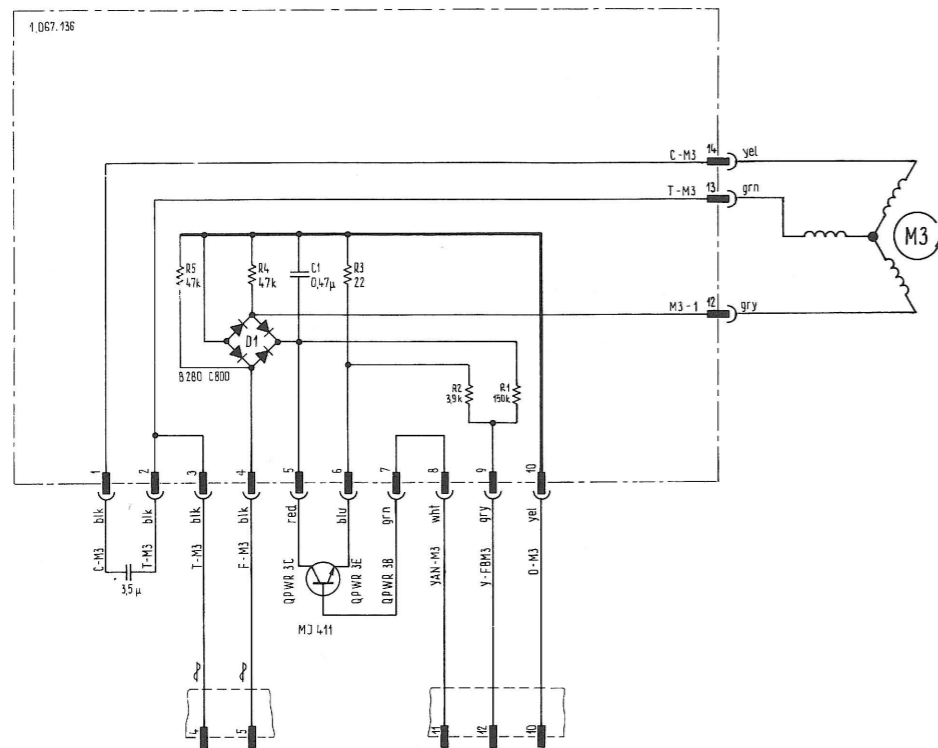 1.067.136
C-M3 14 yel
T-M3 13 grn
M3
R5
47k
R4
47k
C1
0,47µ
R3
22
M3-1 12 gry
D1
B280 C800
R2
3,9k
R1
150k
1 2 3 4 5 6 7 8 9 10
blk blk blk blk red blu grn wht gry yel
C-M3 T-M3 T-M3 F-M3 QPWR 3C QPWR 3E QPWR 3B YAN-M3 Y-FBM3 0-M3
3,5µ
MJ 411
4 5 11 12 10